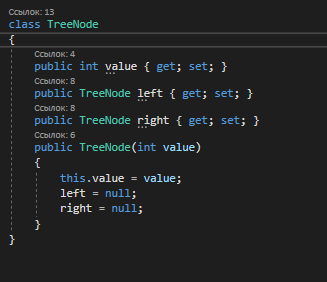 Ссылок: 13
class TreeNode
{
Ссылок: 4
public int value { get; set; }
Ссылок: 8
public TreeNode left { get; set; }
Ссылок: 8
public TreeNode right { get; set; }
Ссылок: 6
public TreeNode(int value)
{
this.value = value;
left = null;
right = null;
}
}